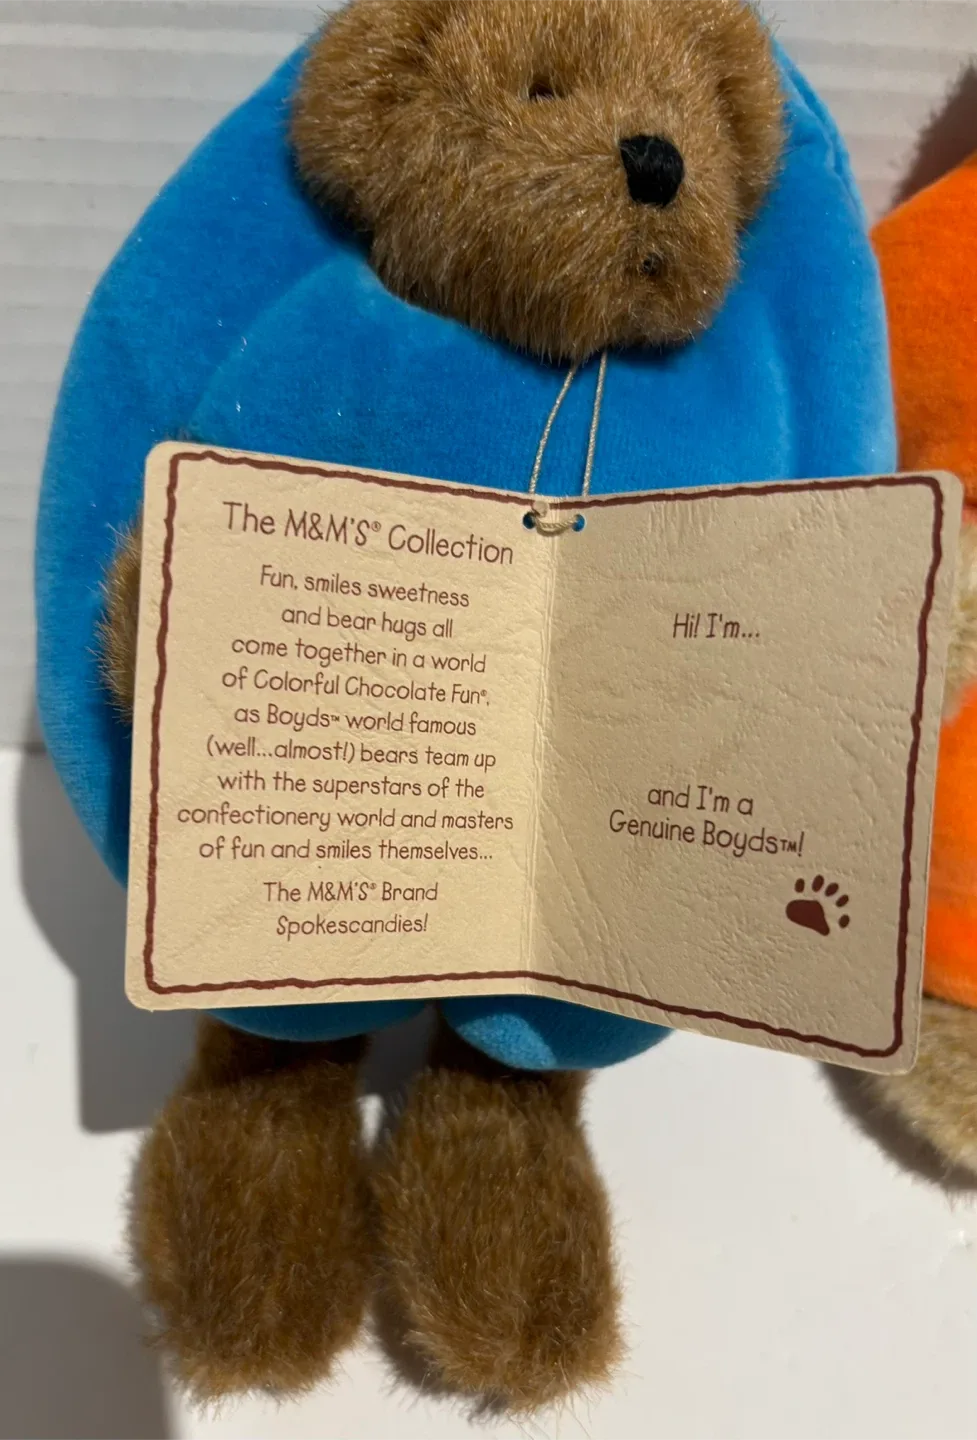 The M&M'S® Collection
Fun, smiles sweetness
and bear hugs all
come together in a world
of Colorful Chocolate Fun®,
as Boyds™ world famous
(well...almost!) bears team up
with the superstars of the
confectionery world and masters
of fun and smiles themselves...
The M&M'S® Brand
Spokescandies!
Hi! I'm...
and I'm a
Genuine Boyds™!